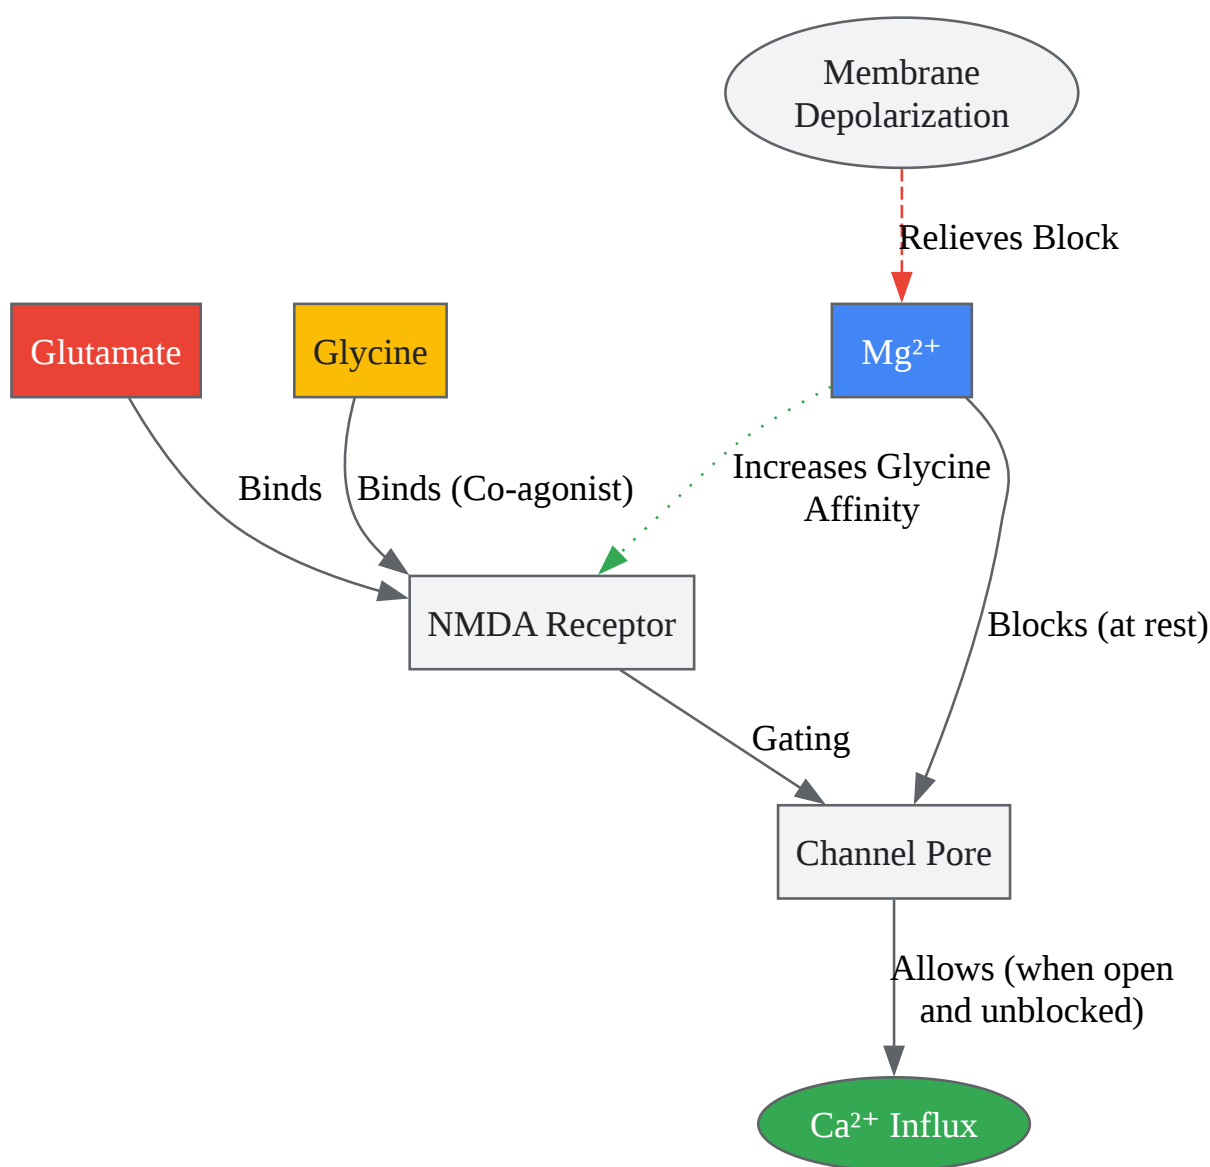 Membrane
Depolarization
Relieves Block
Glutamate
Glycine
Mg²⁺
Increases Glycine
Affinity
Binds
Binds (Co-agonist)
NMDA Receptor
Blocks (at rest)
Gating
Channel Pore
Allows (when open
and unblocked)
Ca²⁺ Influx